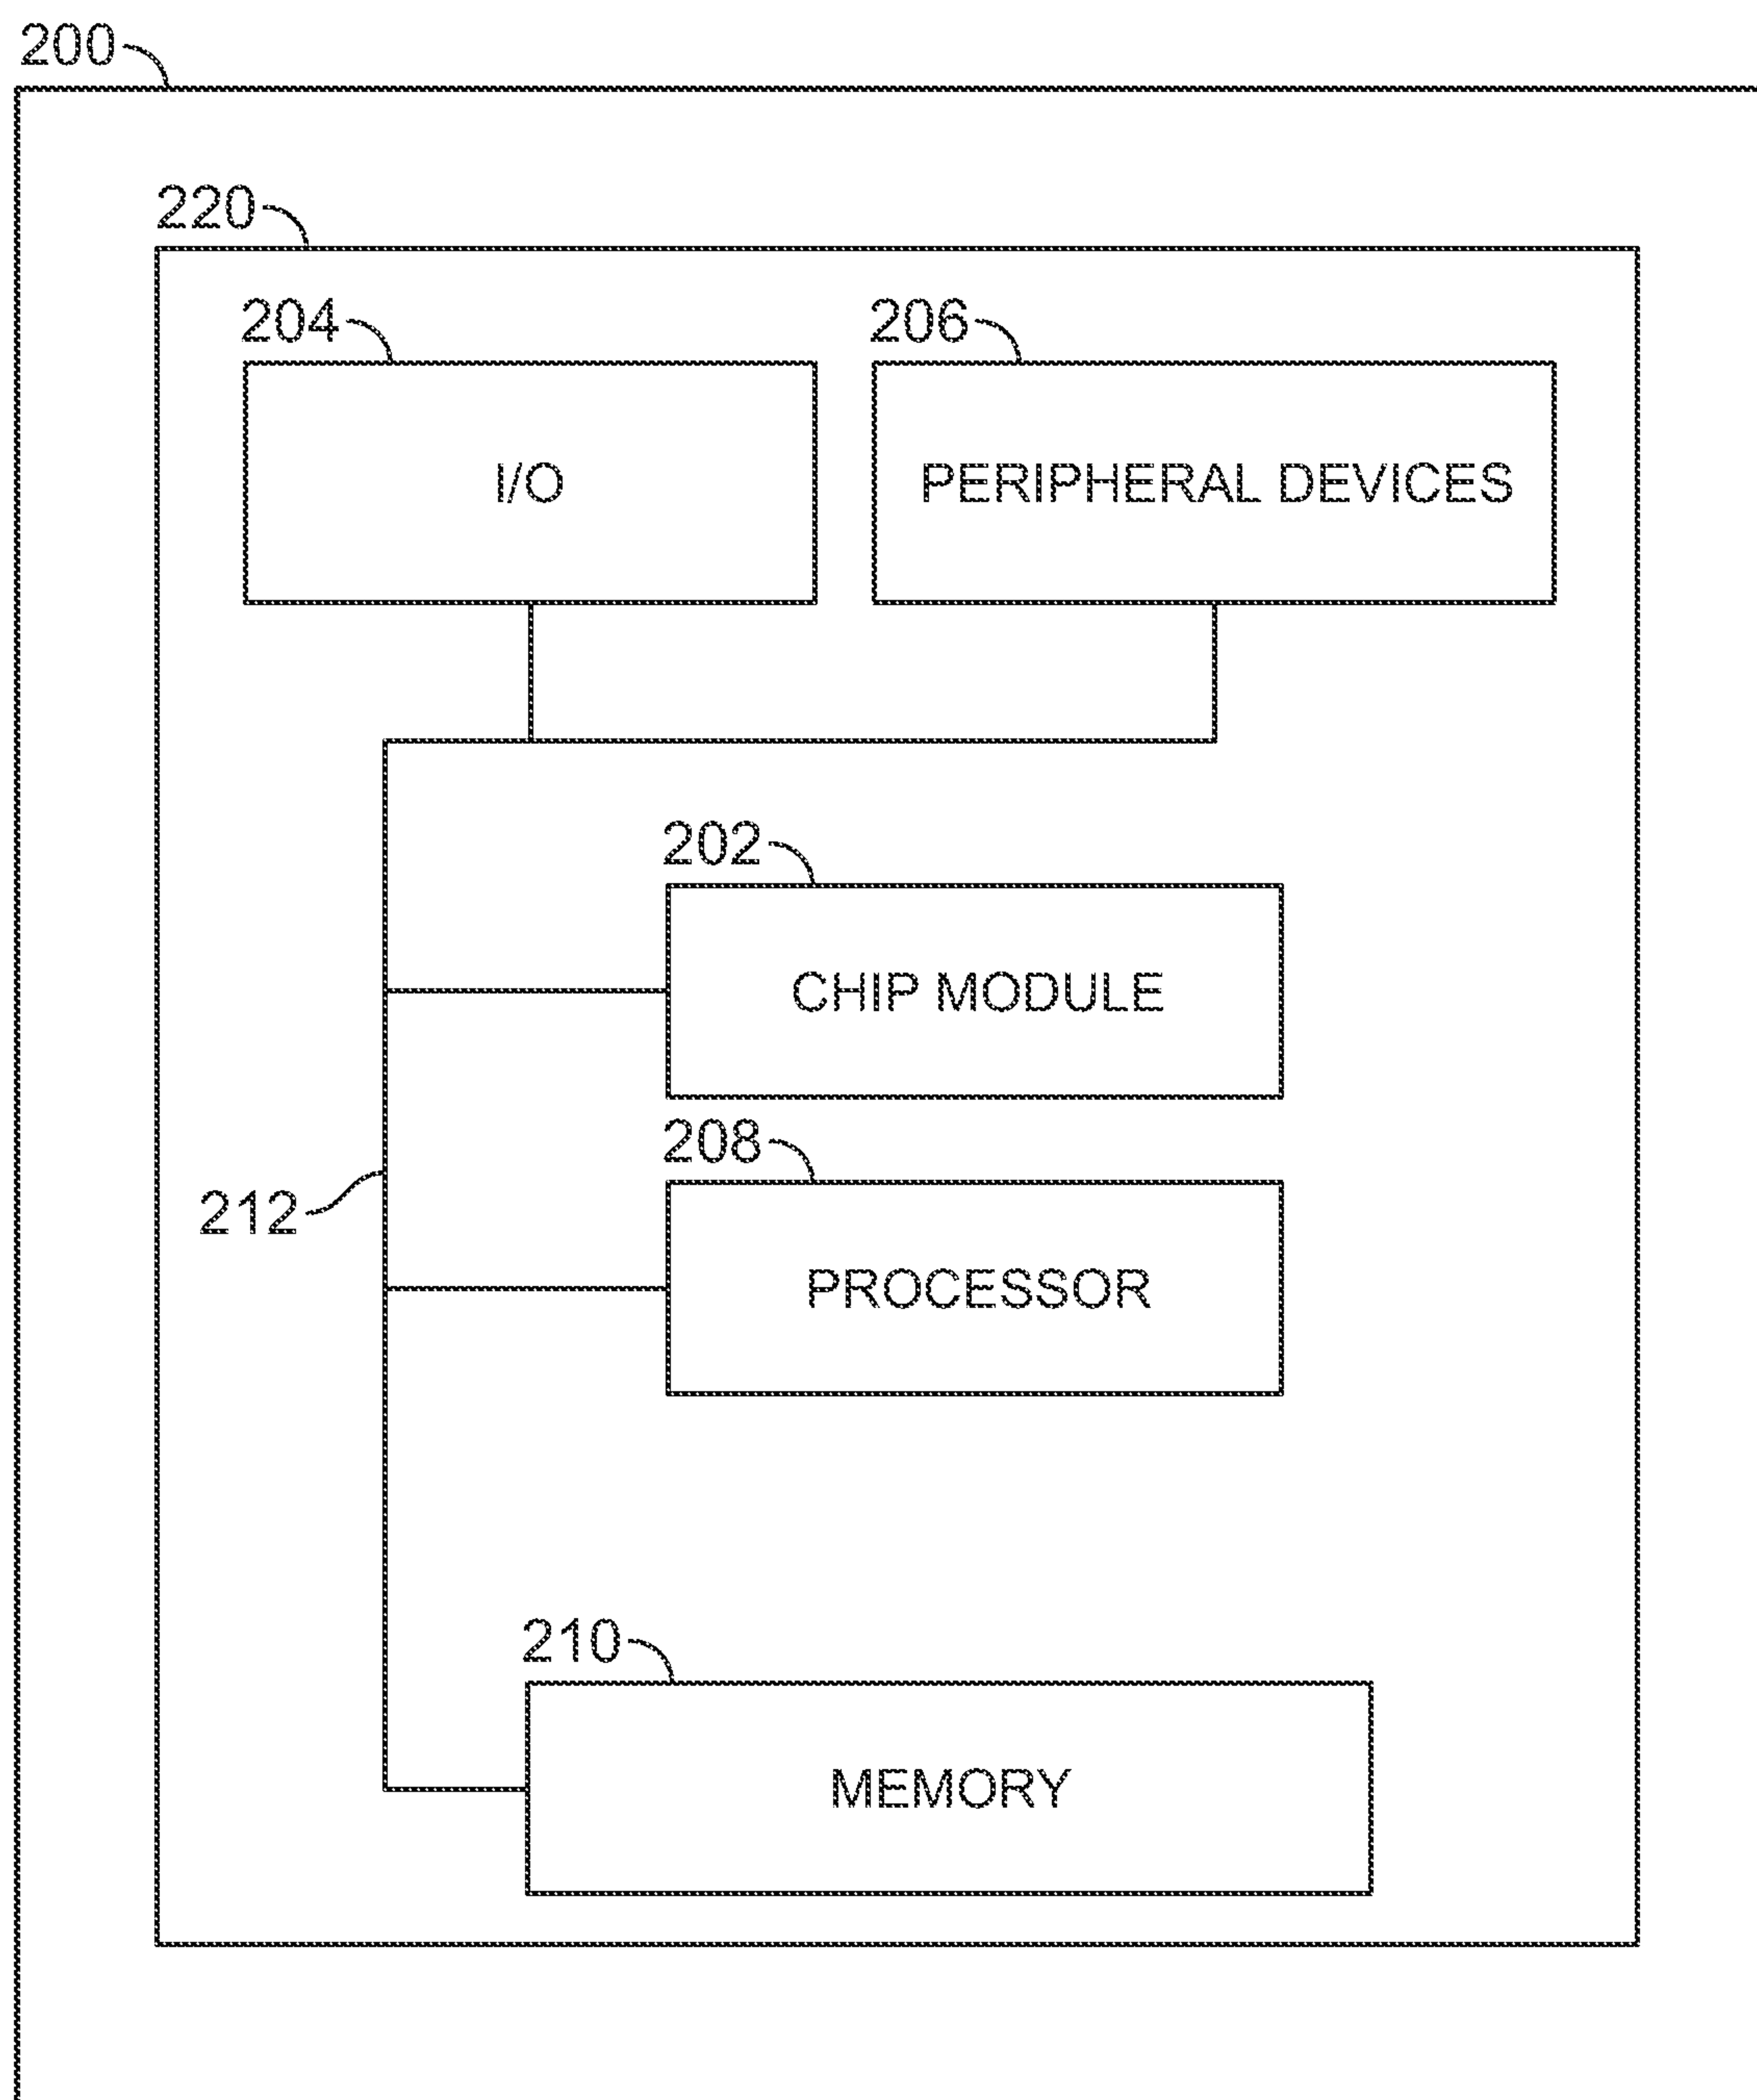 200
220
204
206
I/O
PERIPHERAL DEVICES
202
CHIP MODULE
208
212
PROCESSOR
210
MEMORY